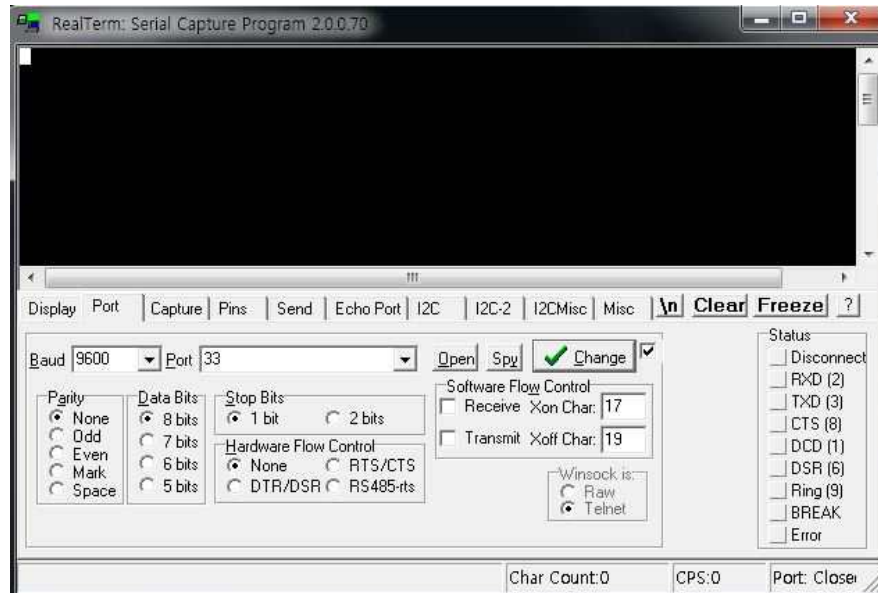 RealTerm: Serial Capture Program 2.0.0.70
Display Port Capture Pins Send Echo Port I2C I2C-2 I2CMisc Misc \n Clear Freeze ?
Baud 9600 Port 33 Open Spy Change
Parity
None
Odd
Even
Mark
Space
Data Bits
8 bits
7 bits
6 bits
5 bits
Stop Bits
1 bit 2 bits
Hardware Flow Control
None RTS/CTS
DTR/DSR RS485-rts
Software Flow Control
Receive Xon Char: 17
Transmit Xoff Char: 19
Winsock is:
Raw
Telnet
Status
Disconnect
RXD (2)
TXD (3)
CTS (8)
DCD (1)
DSR (6)
Ring (9)
BREAK
Error
Char Count:0 CPS:0 Port: Close